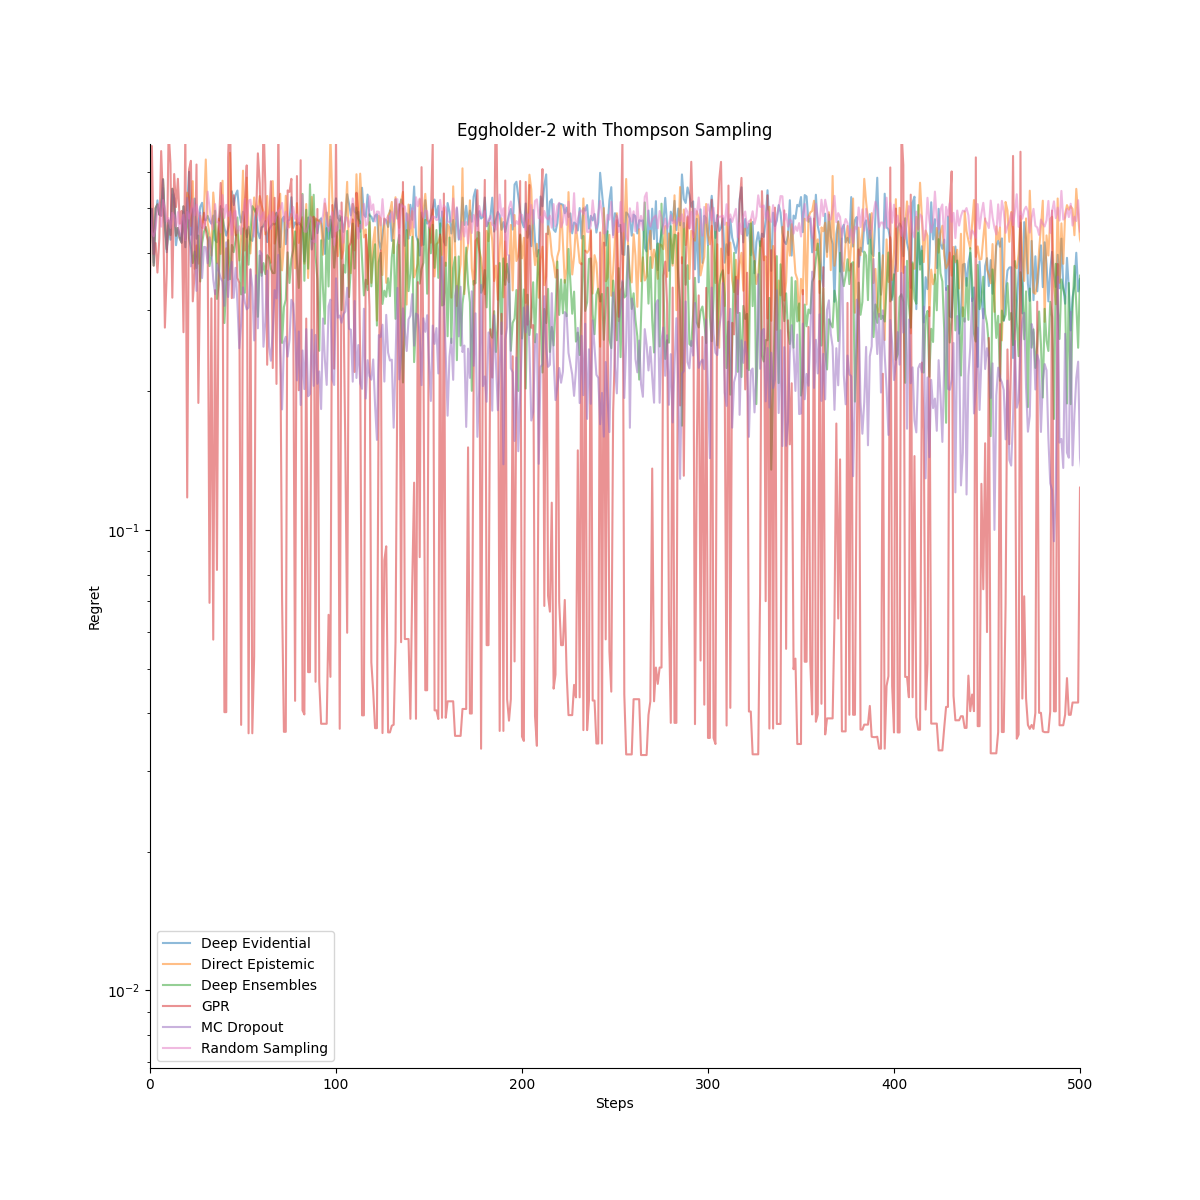 Eggholder-2 with Thompson Sampling
Regret
10⁻¹
10⁻²
Deep Evidential
Direct Epistemic
Deep Ensembles
GPR
MC Dropout
Random Sampling
0 100 200 300 400 500
Steps